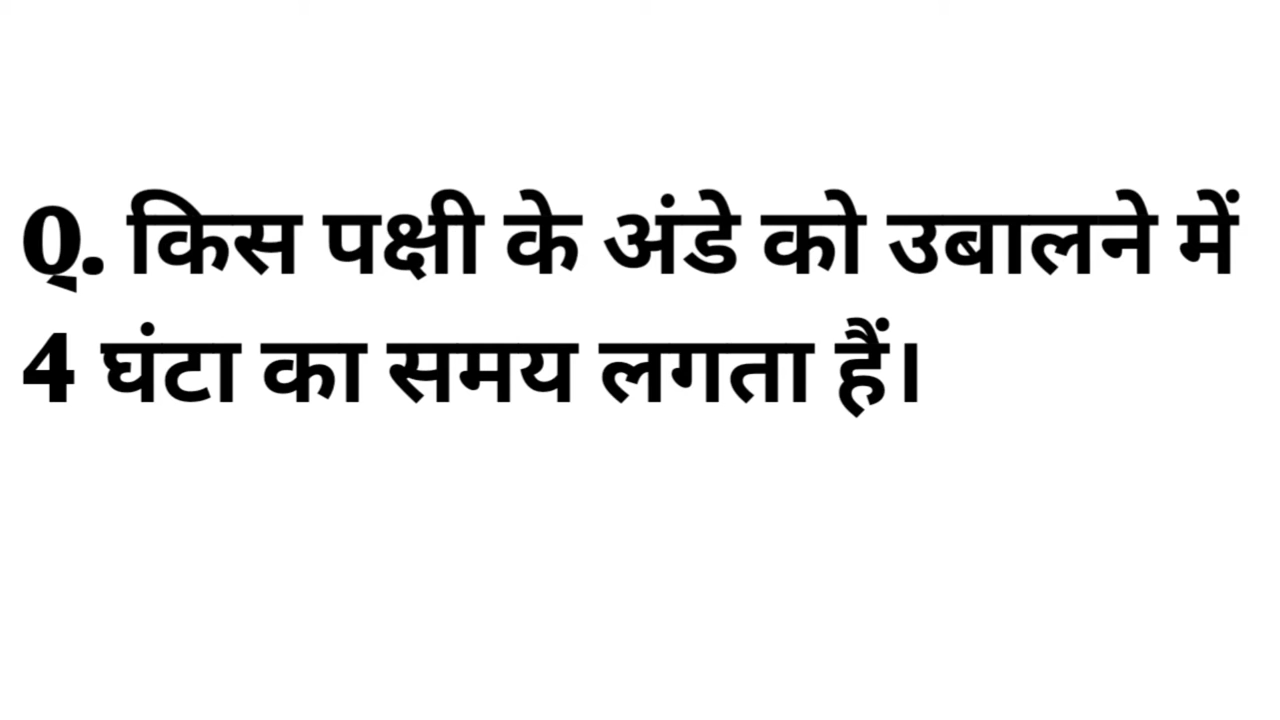 Q. किस पक्षी के अंडे को उबालने में
4 घंटा का समय लगता हैं।